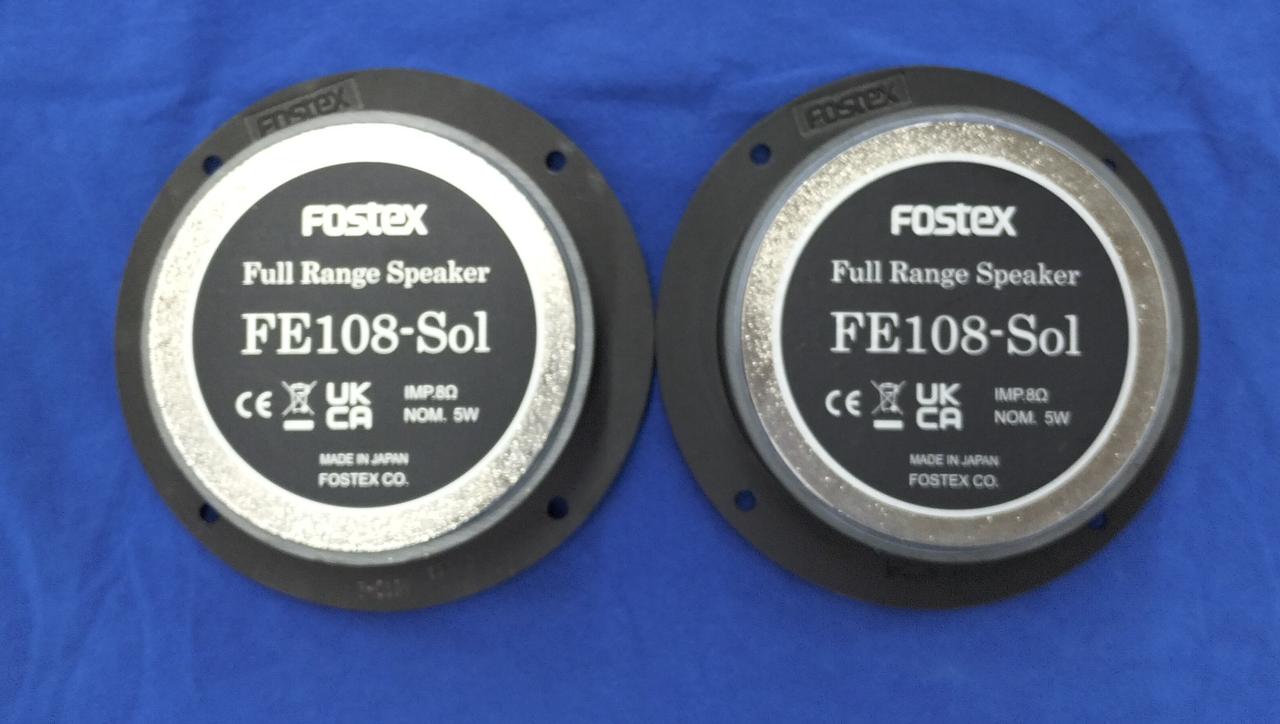 FOSTEX
FOSTEX
Fostex
Full Range Speaker
FE108-Sol
CE UK CA IMP.8Ω
NOM. 5W
MADE IN JAPAN
FOSTEX CO.
Fostex
Full Range Speaker
FE108-Sol
CE UK CA IMP.8Ω
NOM. 5W
MADE IN JAPAN
FOSTEX CO.